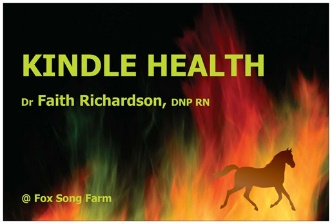 KINDLE HEALTH
Dr Faith Richardson, DNP RN
@ Fox Song Farm